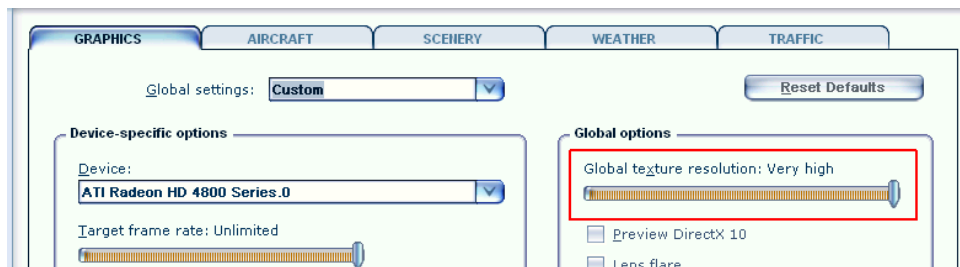 GRAPHICS AIRCRAFT SCENERY WEATHER TRAFFIC
Global settings: Custom Reset Defaults
Device-specific options
Device:
ATI Radeon HD 4800 Series.0
Target frame rate: Unlimited
Global options
Global texture resolution: Very high
Preview DirectX 10
Lens flare